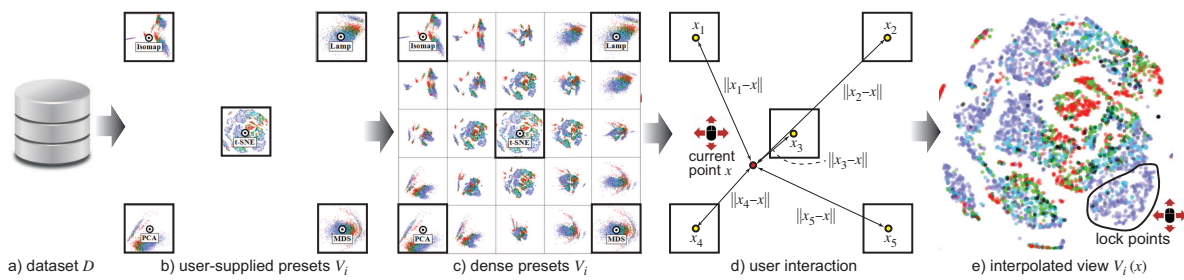 Isomap
Lamp
t-SNE
PCA
MDS
Isomap
Lamp
t-SNE
PCA
MDS
x1
x2
||x1–x||
||x2–x||
x3
current
point x
||x3–x||
||x4–x||
||x5–x||
x4
x5
lock points
a) dataset D
b) user-supplied presets Vi
c) dense presets Vi
d) user interaction
e) interpolated view Vi (x)